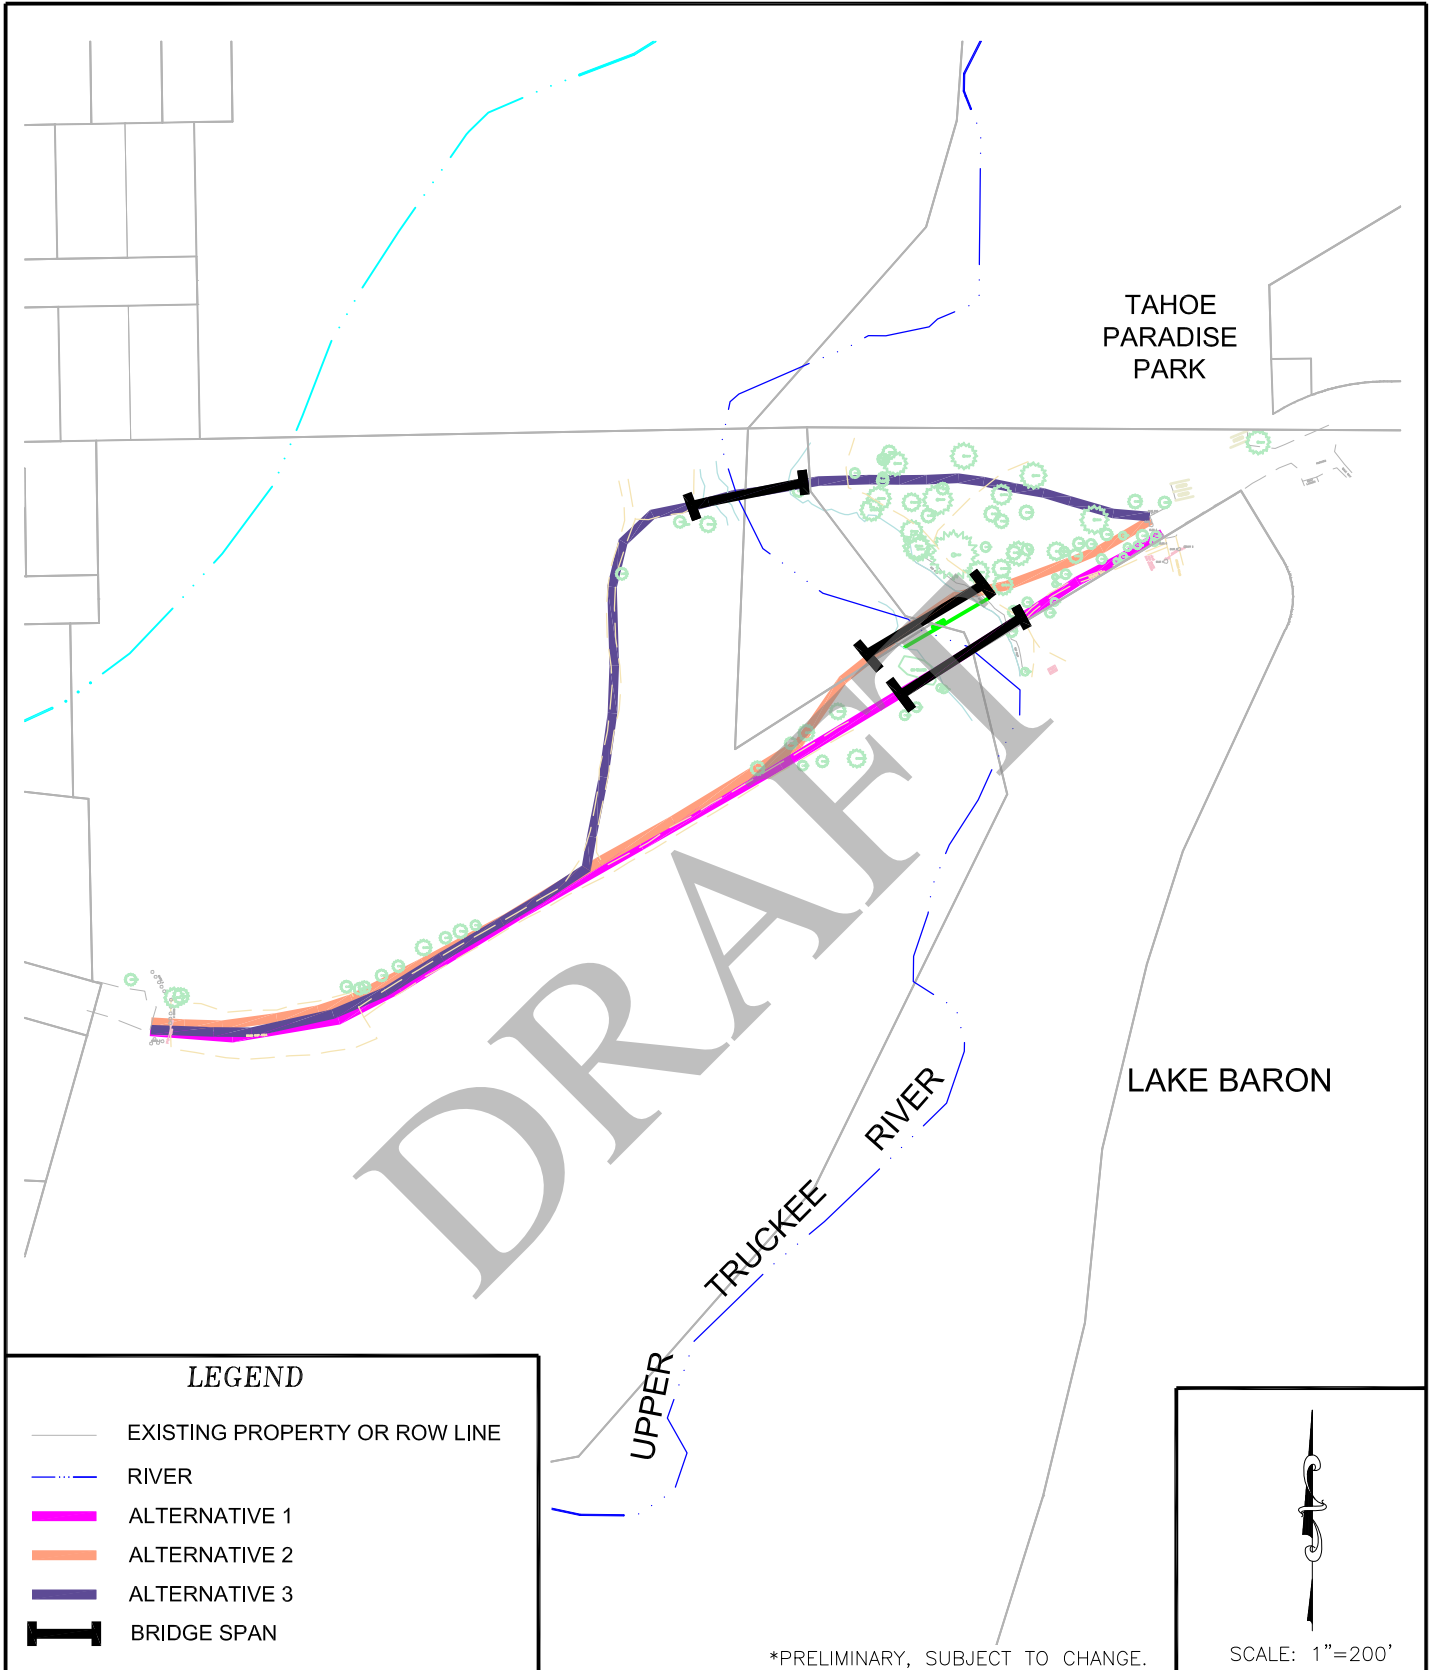 TAHOE
PARADISE
PARK
DRAFT
LAKE BARON
UPPER TRUCKEE RIVER
LEGEND
EXISTING PROPERTY OR ROW LINE
RIVER
ALTERNATIVE 1
ALTERNATIVE 2
ALTERNATIVE 3
BRIDGE SPAN
*PRELIMINARY, SUBJECT TO CHANGE.
SCALE: 1"=200'